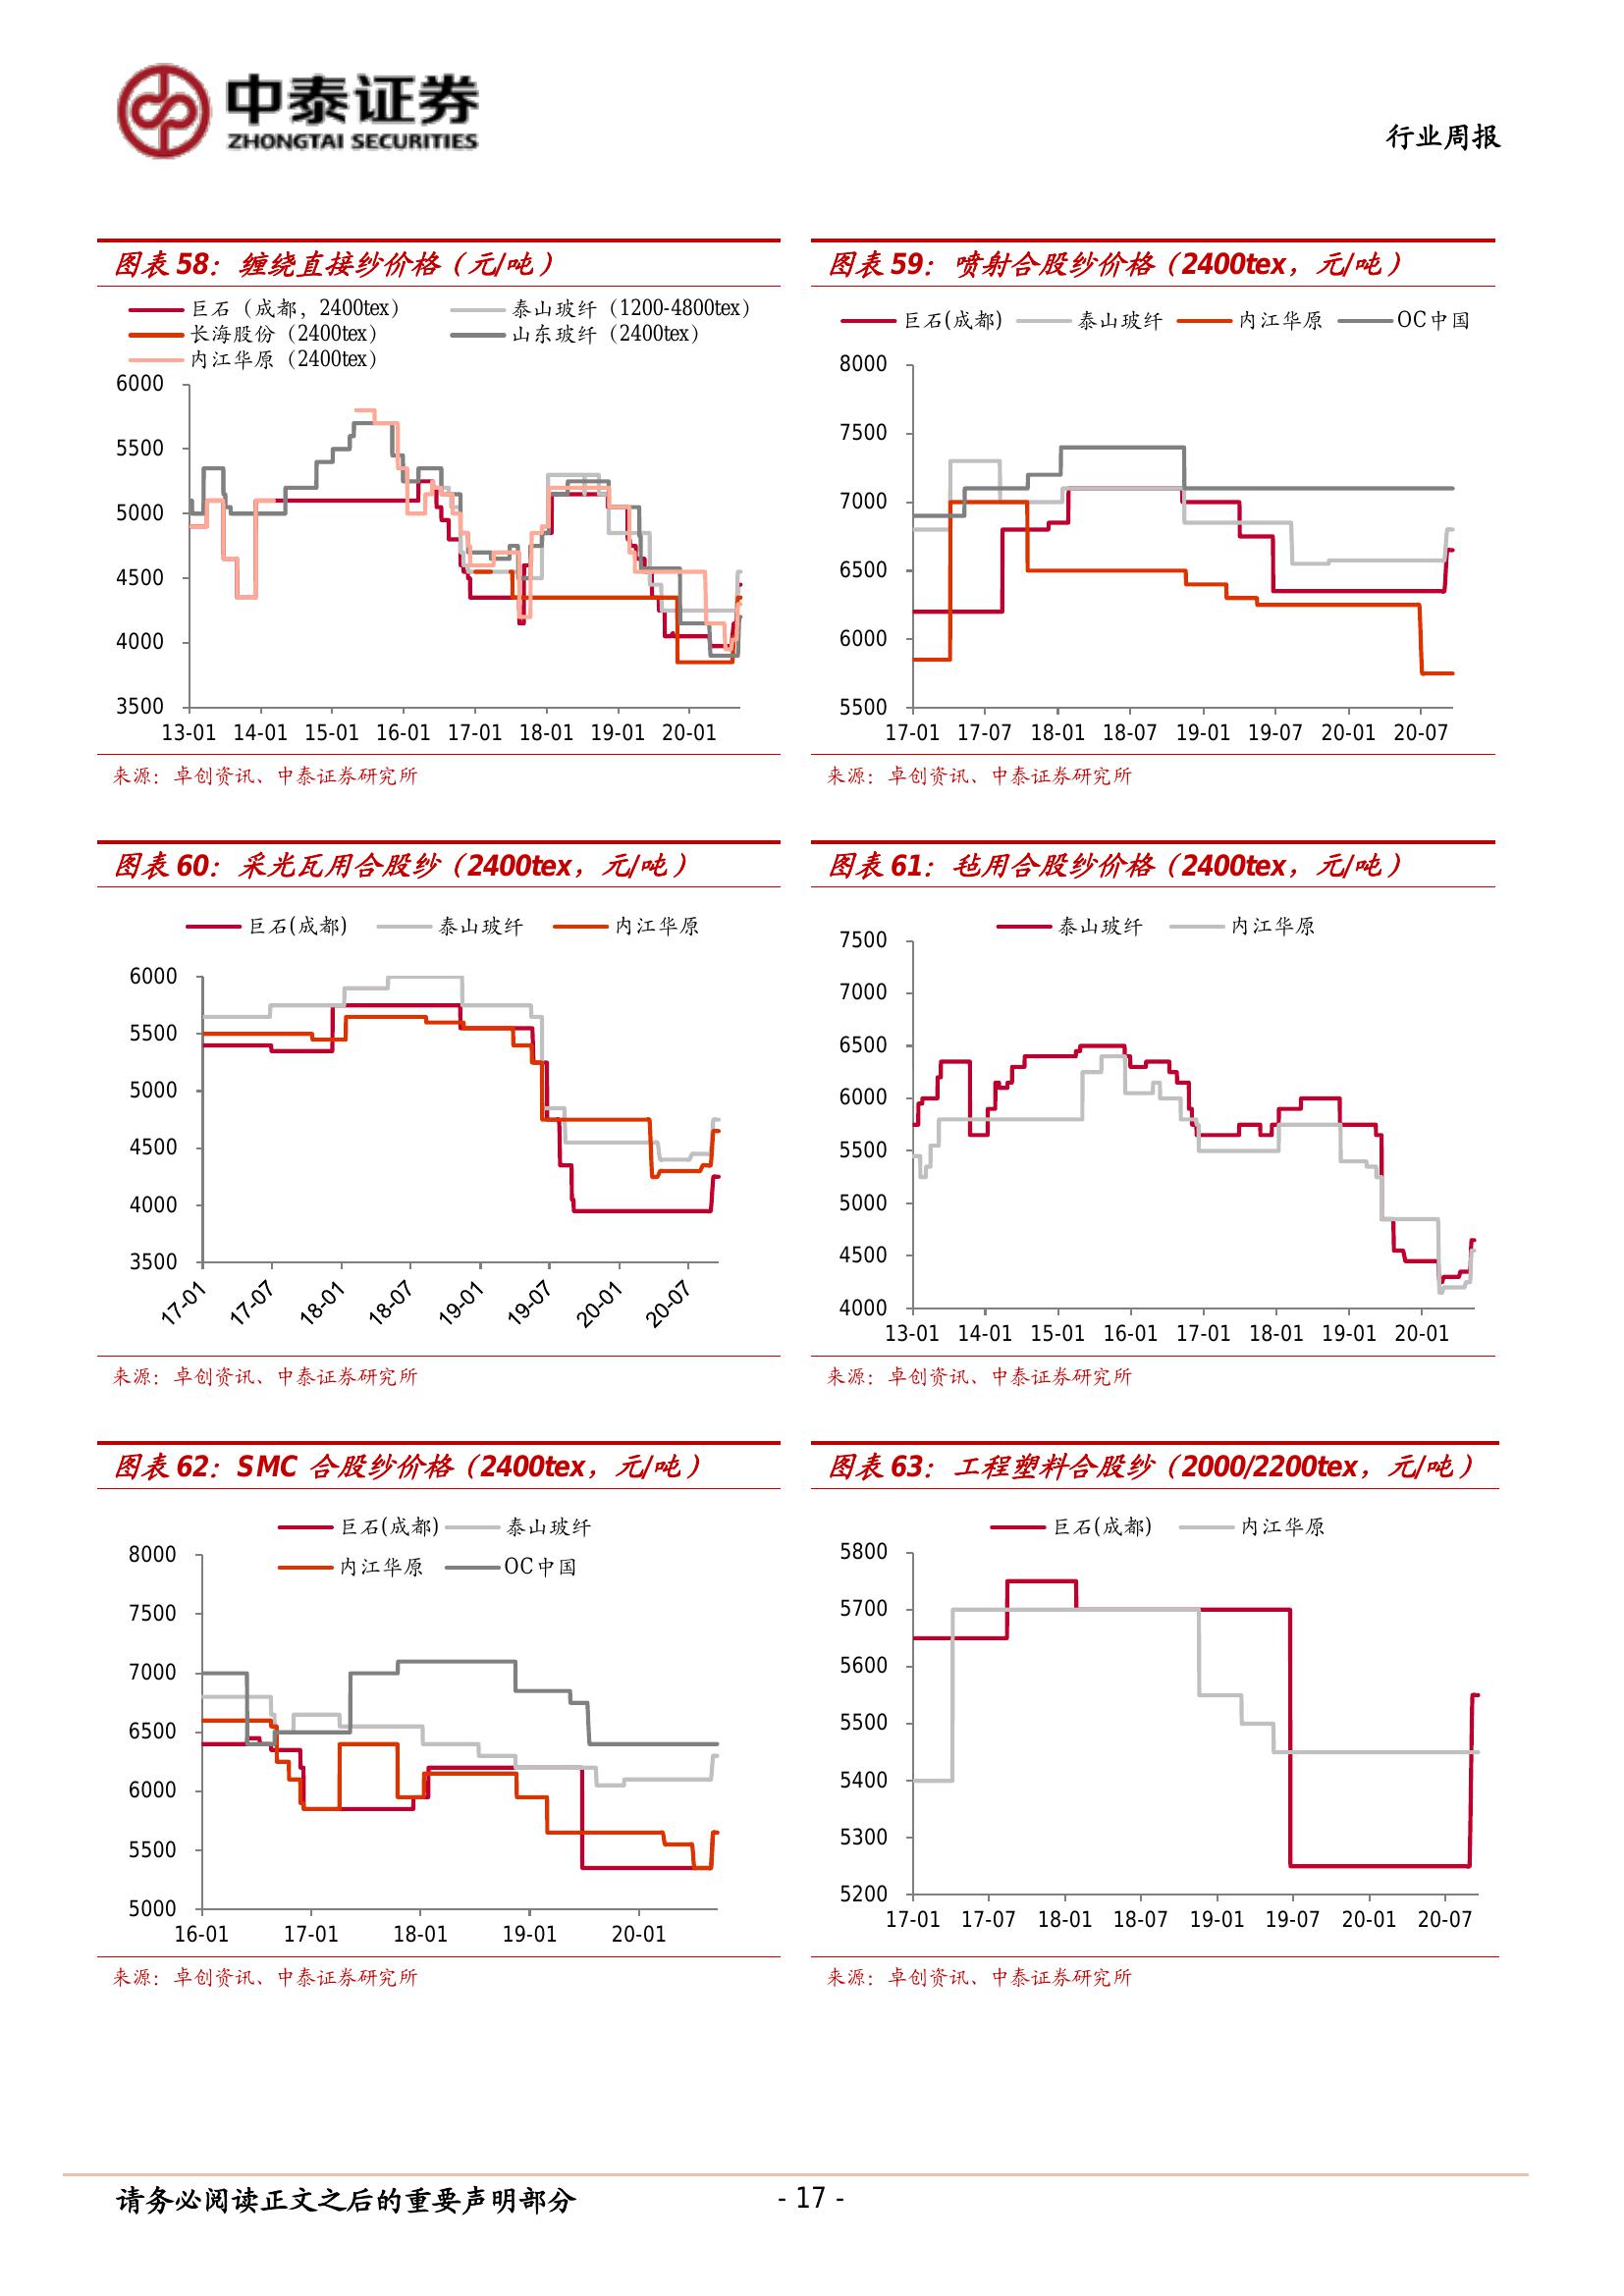 中泰证券
ZHONGTAI SECURITIES
行业周报
图表 58：缠绕直接纱价格（元/吨）
巨石（成都，2400tex）
泰山玻纤（1200-4800tex）
长海股份（2400tex）
山东玻纤（2400tex）
内江华原（2400tex）
6000
5500
5000
4500
4000
3500
13-01 14-01 15-01 16-01 17-01 18-01 19-01 20-01
来源：卓创资讯、中泰证券研究所
图表 59：喷射合股纱价格（2400tex，元/吨）
巨石(成都) 泰山玻纤 内江华原 OC中国
8000
7500
7000
6500
6000
5500
17-01 17-07 18-01 18-07 19-01 19-07 20-01 20-07
来源：卓创资讯、中泰证券研究所
图表 60：采光瓦用合股纱（2400tex，元/吨）
巨石(成都) 泰山玻纤 内江华原
6000
5500
5000
4500
4000
3500
17-01 17-07 18-01 18-07 19-01 19-07 20-01 20-07
来源：卓创资讯、中泰证券研究所
图表 61：毡用合股纱价格（2400tex，元/吨）
泰山玻纤 内江华原
7500
7000
6500
6000
5500
5000
4500
4000
13-01 14-01 15-01 16-01 17-01 18-01 19-01 20-01
来源：卓创资讯、中泰证券研究所
图表 62：SMC 合股纱价格（2400tex，元/吨）
巨石(成都) 泰山玻纤
内江华原 OC中国
8000
7500
7000
6500
6000
5500
5000
16-01 17-01 18-01 19-01 20-01
来源：卓创资讯、中泰证券研究所
图表 63：工程塑料合股纱（2000/2200tex，元/吨）
巨石(成都) 内江华原
5800
5700
5600
5500
5400
5300
5200
17-01 17-07 18-01 18-07 19-01 19-07 20-01 20-07
来源：卓创资讯、中泰证券研究所
请务必阅读正文之后的重要声明部分
- 17 -